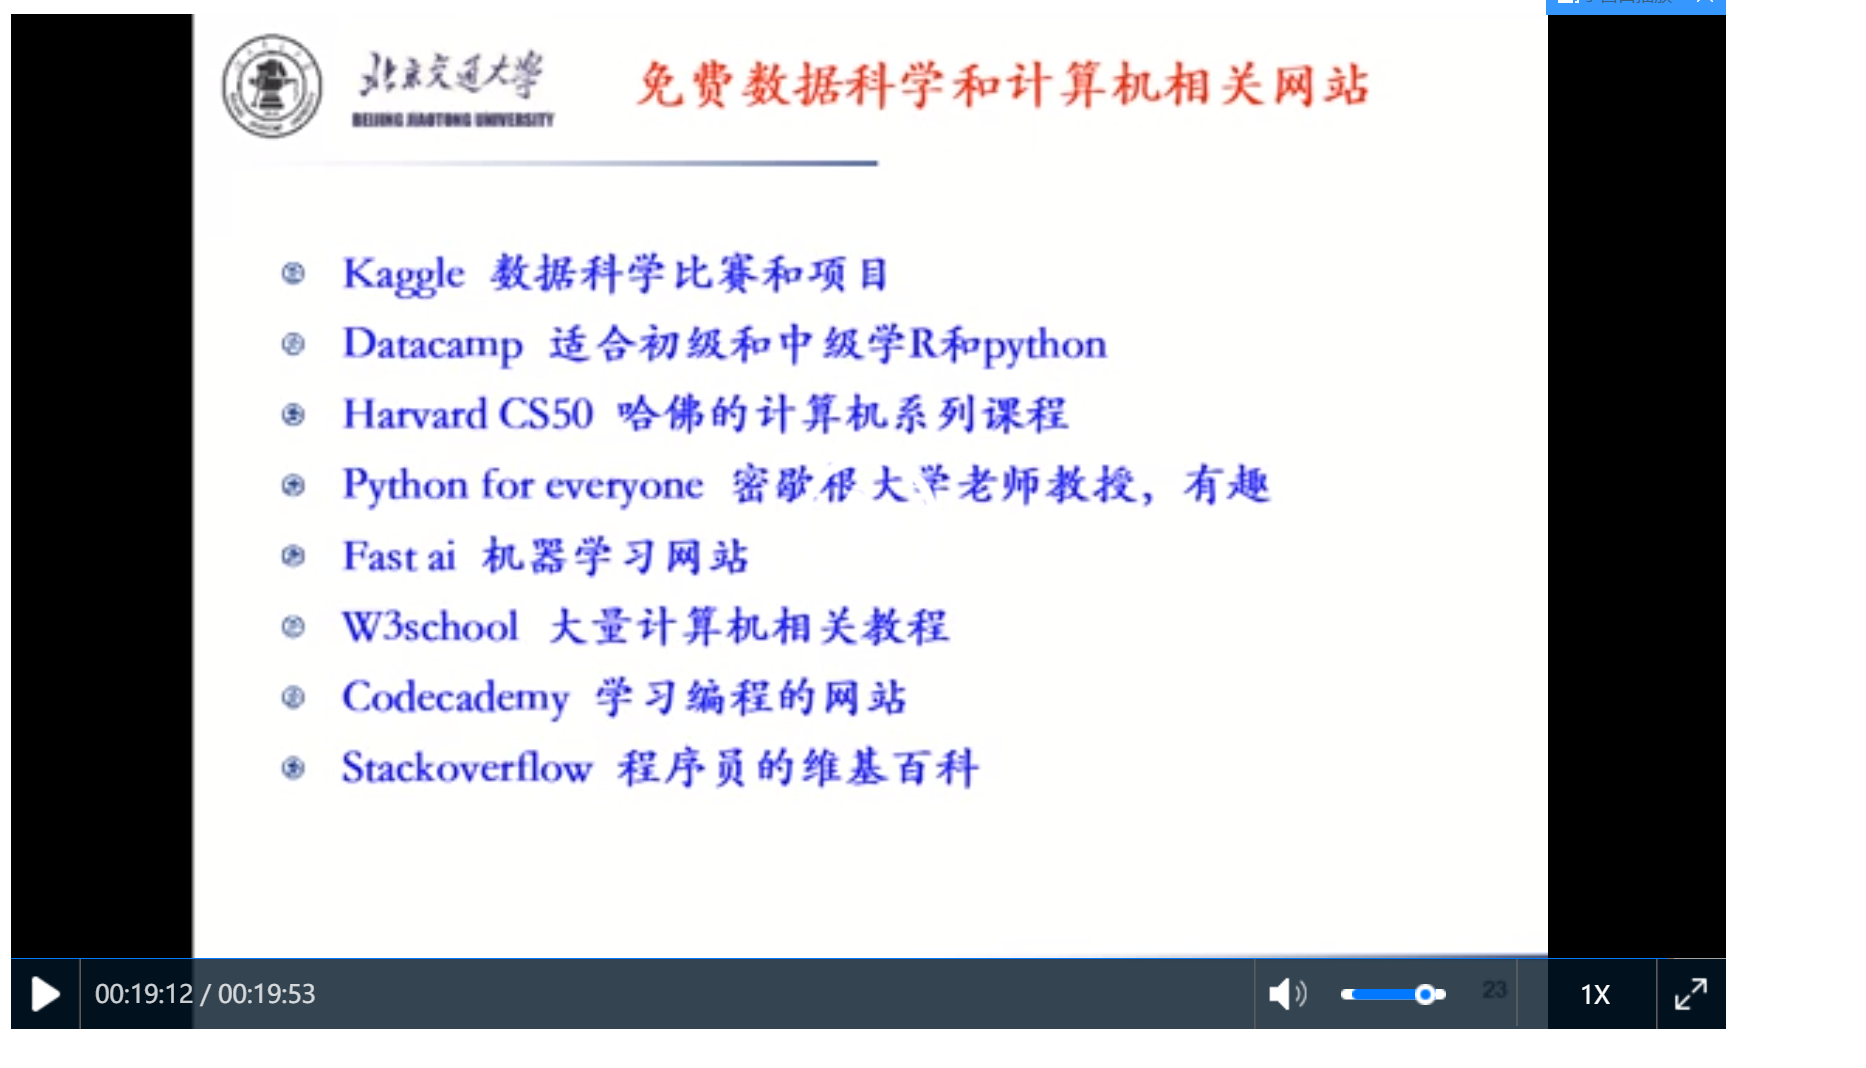 北京交通大学
BEIJING JIAOTONG UNIVERSITY
免费数据科学和计算机相关网站
Kaggle 数据科学比赛和项目
Datacamp 适合初级和中级学R和python
Harvard CS50 哈佛的计算机系列课程
Python for everyone 密歇根大学老师教授，有趣
Fast ai 机器学习网站
W3school 大量计算机相关教程
Codecademy 学习编程的网站
Stackoverflow 程序员的维基百科
00:19:12 / 00:19:53
23
1X